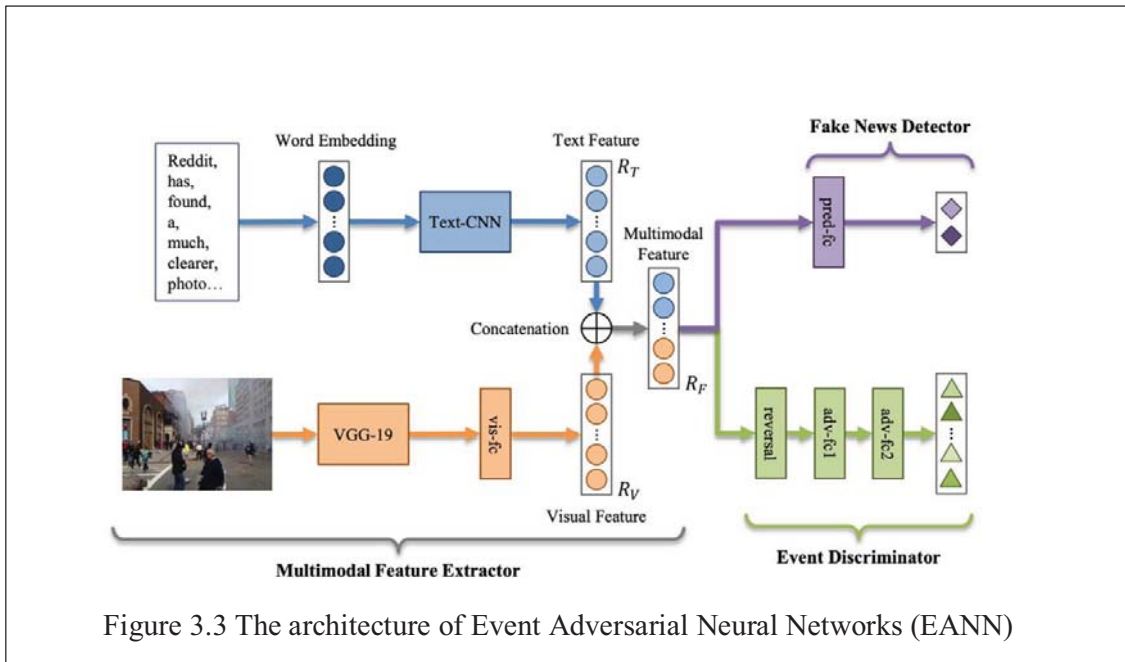 Fake News Detector
Word Embedding
Text Feature
Reddit,
has,
found,
a,
much,
clearer,
photo…
Text-CNN
R_T
pred-fc
Multimodal
Feature
Concatenation
R_F
VGG-19
vis-fc
R_V
Visual Feature
reversal
adv-fc1
adv-fc2
Multimodal Feature Extractor
Event Discriminator
Figure 3.3 The architecture of Event Adversarial Neural Networks (EANN)